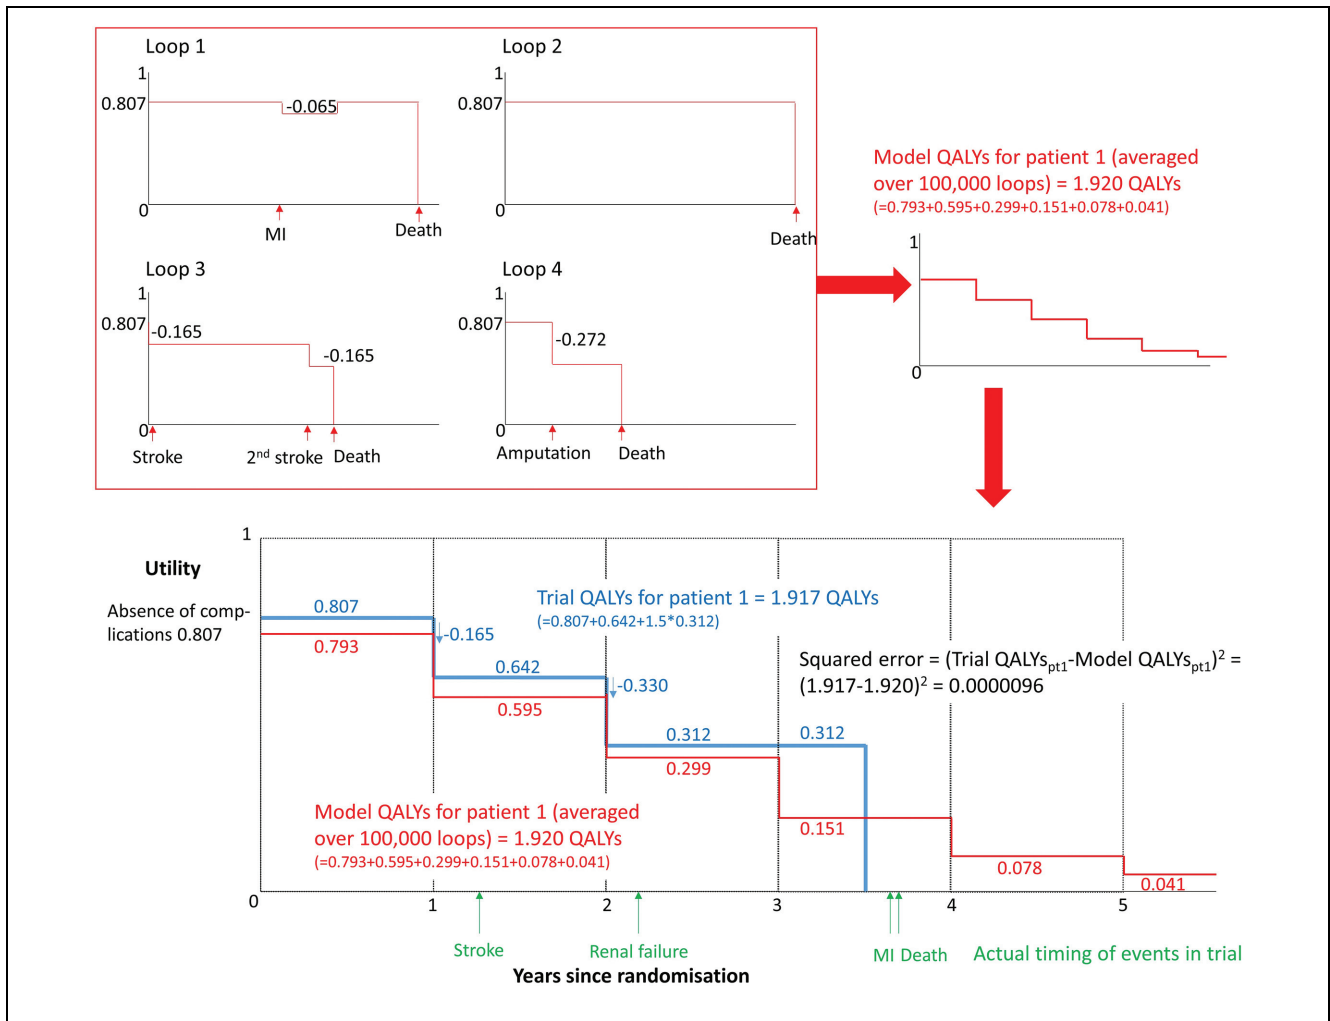 Loop 1
1
0.807
-0.065
0
MI
Death
Loop 2
1
0.807
0
Death
Loop 3
1
0.807
-0.165
-0.165
0
Stroke
2nd stroke
Death
Loop 4
1
0.807
-0.272
0
Amputation
Death
Model QALYs for patient 1 (averaged
over 100,000 loops) = 1.920 QALYs
(=0.793+0.595+0.299+0.151+0.078+0.041)
1
0
1
Utility
Absence of comp-
lications 0.807
0.807
0.793
-0.165
Trial QALYs for patient 1 = 1.917 QALYs
(=0.807+0.642+1.5*0.312)
0.642
0.595
-0.330
Squared error = (Trial QALYspt1-Model QALYspt1)2 =
(1.917-1.920)2 = 0.0000096
0.312
0.312
0.299
0.151
0.078
0.041
Model QALYs for patient 1 (averaged
over 100,000 loops) = 1.920 QALYs
(=0.793+0.595+0.299+0.151+0.078+0.041)
0 1 2 3 4 5
Stroke
Renal failure
MI Death
Actual timing of events in trial
Years since randomisation